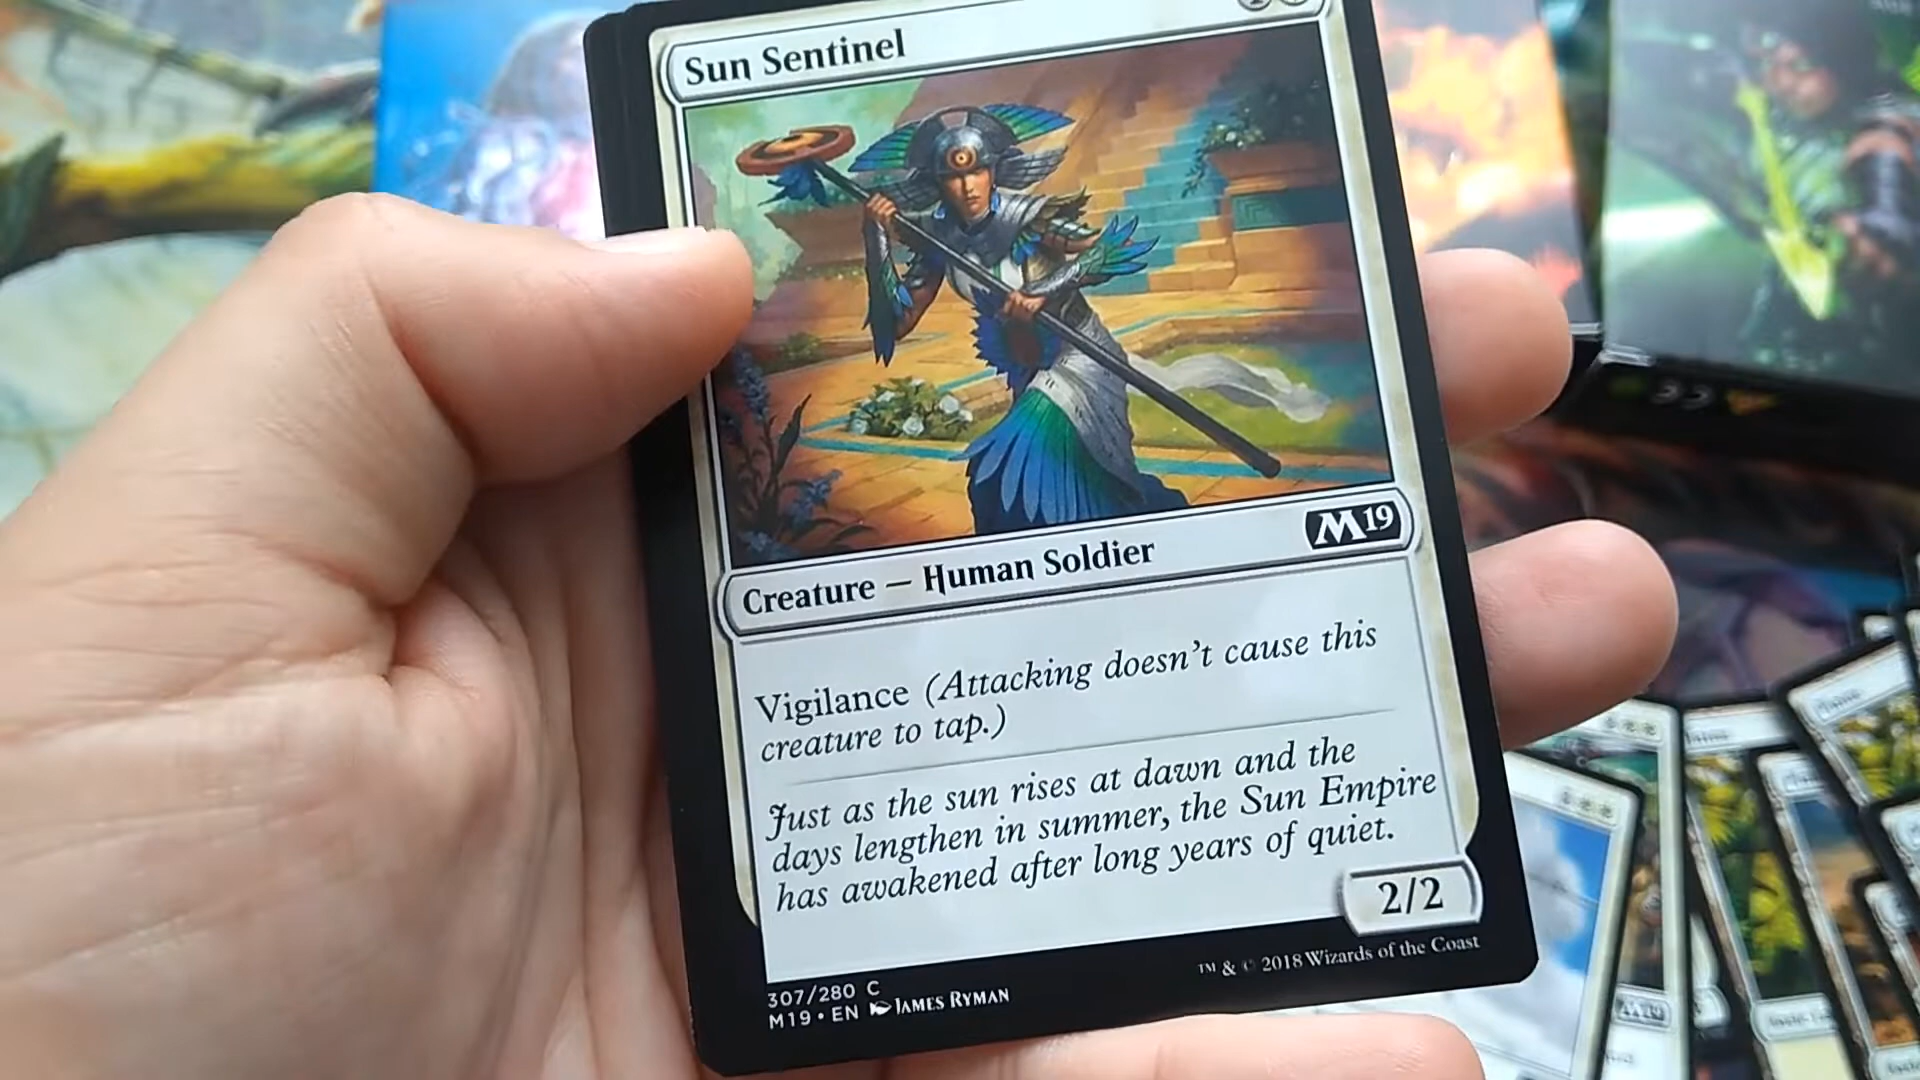 Sun Sentinel
M19
Creature — Human Soldier
Vigilance (Attacking doesn't cause this
creature to tap.)
Just as the sun rises at dawn and the
days lengthen in summer, the Sun Empire
has awakened after long years of quiet.
2/2
™ & © 2018 Wizards of the Coast
307/280 C
M19 • EN JAMES RYMAN